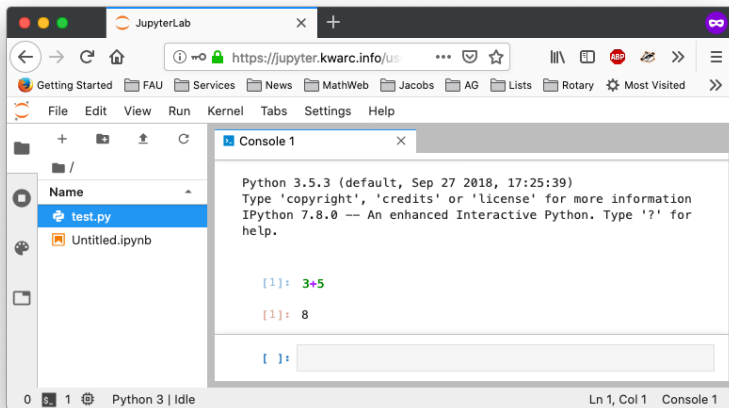 JupyterLab
https://jupyter.kwarc.info/us
ABP
Getting Started FAU Services News MathWeb Jacobs AG Lists Rotary Most Visited
File Edit View Run Kernel Tabs Settings Help
Console 1
/
Name
test.py
Untitled.ipynb
Python 3.5.3 (default, Sep 27 2018, 17:25:39)
Type 'copyright', 'credits' or 'license' for more information
IPython 7.8.0 -- An enhanced Interactive Python. Type '?' for
help.
[1]: 3+5
[1]: 8
[ ]:
0 $_ 1 Python 3 | Idle Ln 1, Col 1 Console 1